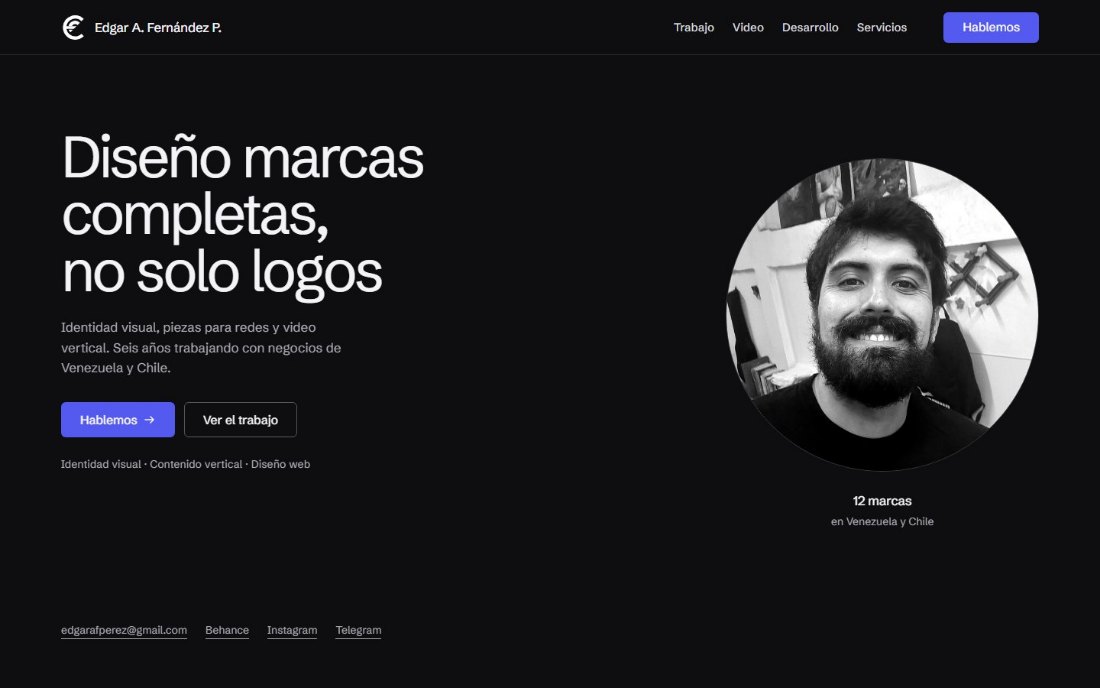 Edgar A. Fernández P.
Trabajo
Video
Desarrollo
Servicios
Hablemos
Diseño marcas
completas,
no solo logos
Identidad visual, piezas para redes y video
vertical. Seis años trabajando con negocios de
Venezuela y Chile.
Hablemos →
Ver el trabajo
Identidad visual · Contenido vertical · Diseño web
12 marcas
en Venezuela y Chile
edgarafperez@gmail.com
Behance
Instagram
Telegram